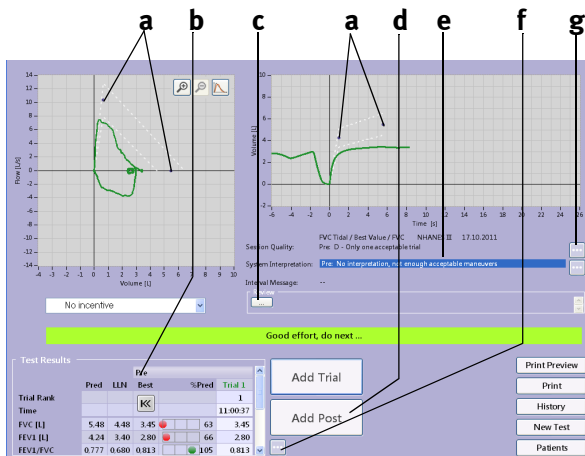 a b c a d e f g
14
12
10
8
6
4
2
0
-2
-4
-6
-8
-10
-12
-14
Flow [L/s]
-4 -3 -2 -1 0 1 2 3 4 5 6 7 8 9 10
Volume [L]
10
8
6
4
2
0
-2
Volume [L]
-6 -4 -2 0 2 4 6 8 10 12 14 16 18 20 22 24 26
Time [s]
FVC Tidal / Best Value / FVC NHANES III 17.10.2011
Session Quality: Pre: D - Only one acceptable trial
System Interpretation: Pre: No interpretation, not enough acceptable maneuvers
Interval Message: --
...
No incentive
Good effort, do next ...
Test Results
Pre
Pred LLN Best %Pred Trial 1
Trial Rank 1
Time 11:00:37
FVC [L] 5.48 4.48 3.45 63 3.45
FEV1 [L] 4.24 3.40 2.80 66 2.80
FEV1/FVC 0.777 0.680 0.813 105 0.813
Add Trial
Add Post
...
Print Preview
Print
History
New Test
Patients